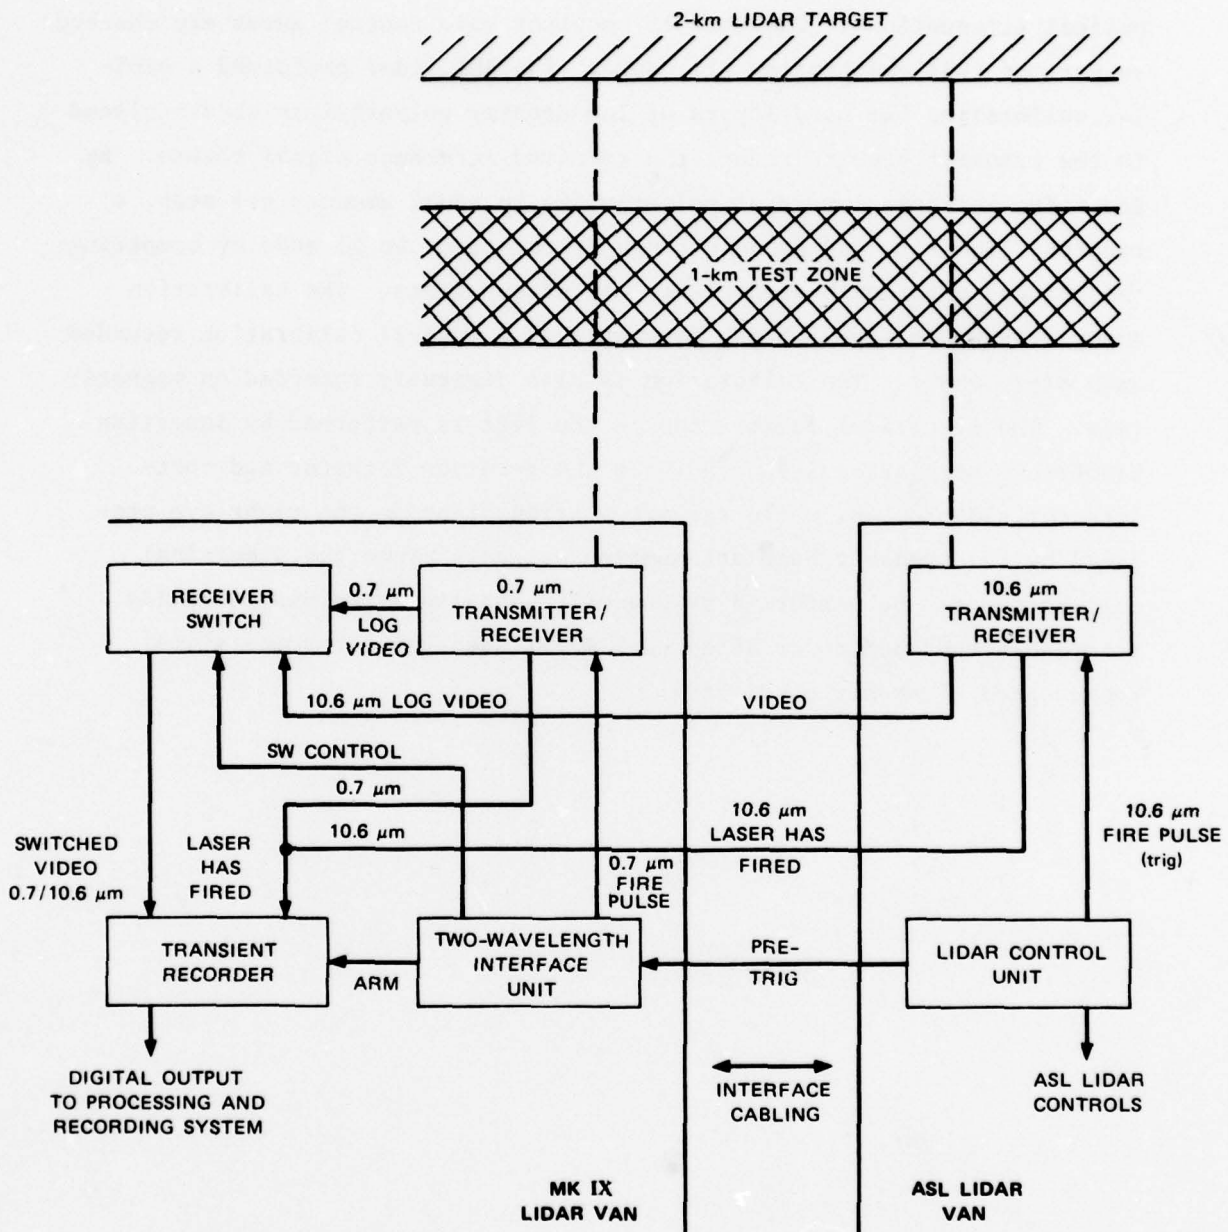 2-km LIDAR TARGET
1-km TEST ZONE
RECEIVER
SWITCH
0.7 μm
LOG
VIDEO
0.7 μm
TRANSMITTER/
RECEIVER
10.6 μm
TRANSMITTER/
RECEIVER
10.6 μm LOG VIDEO
VIDEO
SW CONTROL
0.7 μm
10.6 μm
SWITCHED
VIDEO
0.7/10.6 μm
LASER
HAS
FIRED
0.7 μm
FIRE
PULSE
10.6 μm
LASER HAS
FIRED
10.6 μm
FIRE PULSE
(trig)
TRANSIENT
RECORDER
ARM
TWO-WAVELENGTH
INTERFACE
UNIT
PRE-
TRIG
LIDAR CONTROL
UNIT
DIGITAL OUTPUT
TO PROCESSING AND
RECORDING SYSTEM
INTERFACE
CABLING
ASL LIDAR
CONTROLS
MK IX
LIDAR VAN
ASL LIDAR
VAN